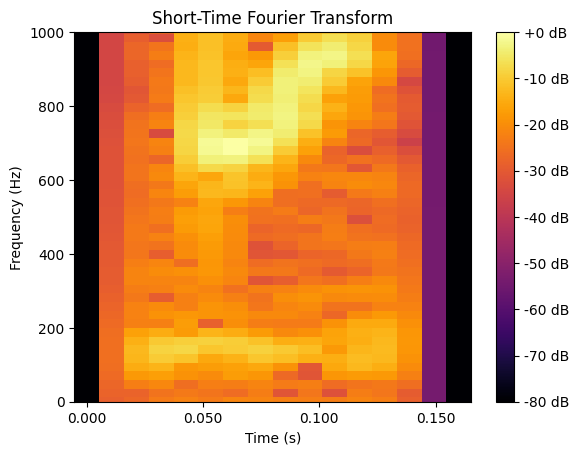 Short-Time Fourier Transform
1000
800
600
400
200
0
Frequency (Hz)
0.000
0.050
0.100
0.150
Time (s)
+0 dB
-10 dB
-20 dB
-30 dB
-40 dB
-50 dB
-60 dB
-70 dB
-80 dB